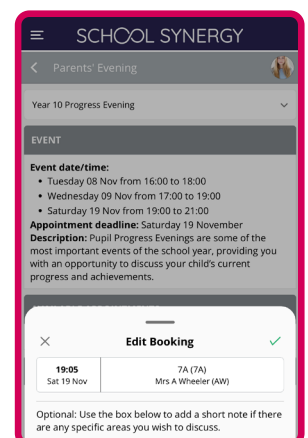 SCHOOL SYNERGY
Parents' Evening
Year 10 Progress Evening
EVENT
Event date/time:
• Tuesday 08 Nov from 16:00 to 18:00
• Wednesday 09 Nov from 17:00 to 19:00
• Saturday 19 Nov from 19:00 to 21:00
Appointment deadline: Saturday 19 November
Description: Pupil Progress Evenings are some of the
most important events of the school year, providing you
with an opportunity to discuss your child's current
progress and achievements.
Edit Booking
19:05 7A (7A)
Sat 19 Nov Mrs A Wheeler (AW)
Optional: Use the box below to add a short note if there
are any specific areas you wish to discuss.